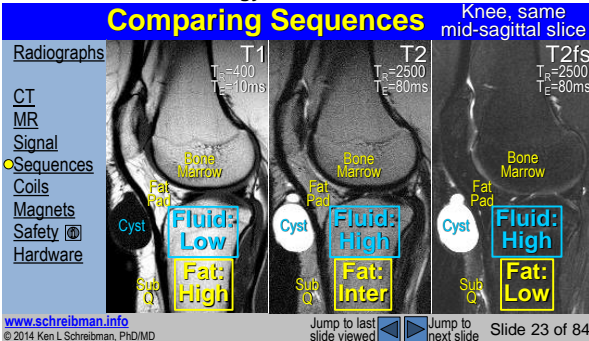 Comparing Sequences
Knee, same
mid-sagittal slice
Radiographs
CT
MR
Signal
Sequences
Coils
Magnets
Safety
Hardware
T1
TR=400
TE=10ms
Bone
Marrow
Fat
Pad
Cyst
Fluid:
Low
Sub
Q
Fat:
High
T2
TR=2500
TE=80ms
Bone
Marrow
Fat
Pad
Cyst
Fluid:
High
Sub
Q
Fat:
Inter
T2fs
TR=2500
TE=80ms
Bone
Marrow
Fat
Pad
Cyst
Fluid:
High
Sub
Q
Fat:
Low
www.schreibman.info
© 2014 Ken L Schreibman, PhD/MD
Jump to last
slide viewed
Jump to
next slide
Slide 23 of 84